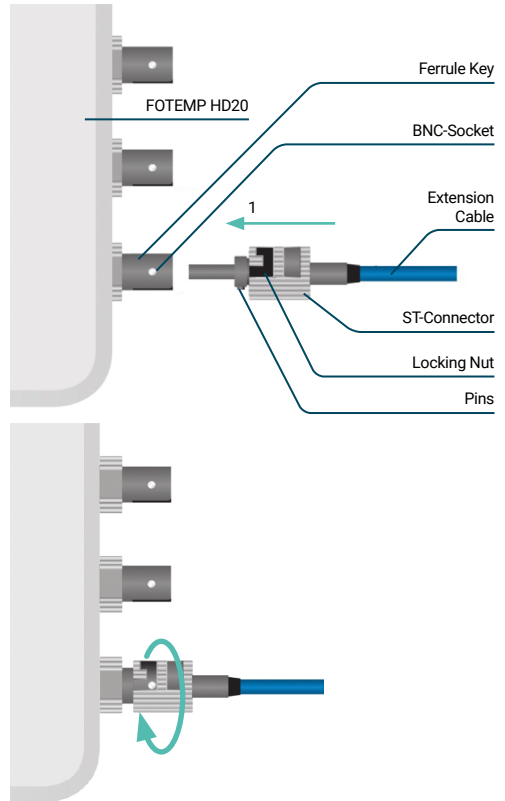 Ferrule Key
FOTEMP HD20
BNC-Socket
Extension
Cable
1
ST-Connector
Locking Nut
Pins